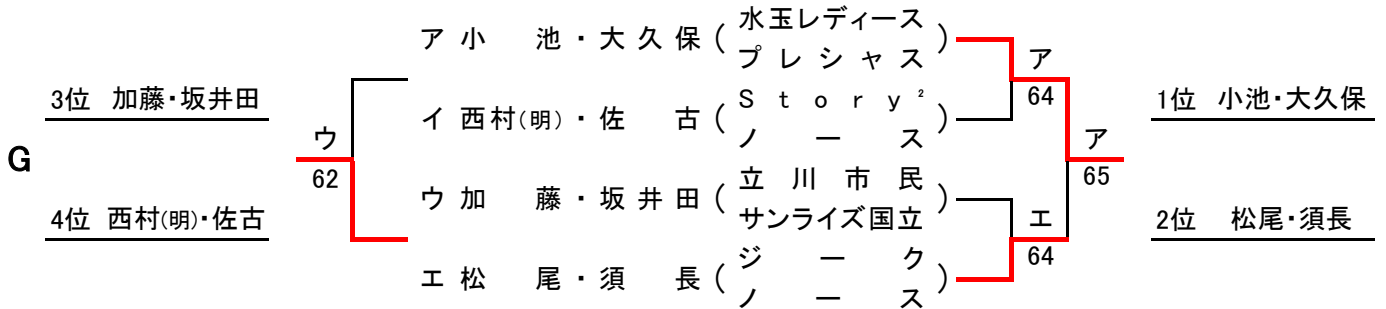 G
3位 加藤・坂井田
4位 西村(明)・佐古
ウ
62
ア 小 池・大久保(水玉レディース
プレシャス)
イ 西村(明)・佐 古(Story²
ノース)
ウ 加 藤・坂井田(立川市民
サンライズ国立)
エ 松 尾・須 長(ジーク
ノース)
ア
64
エ
64
ア
65
1位 小池・大久保
2位 松尾・須長